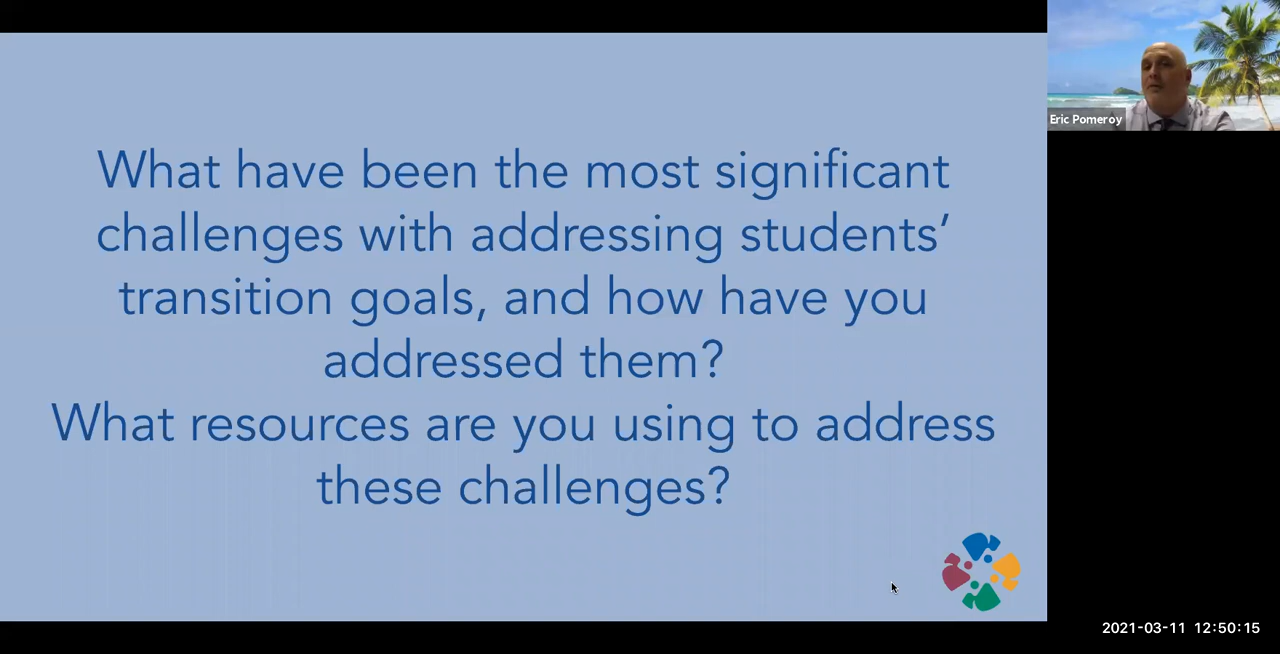 What have been the most significant
challenges with addressing students’
transition goals, and how have you
addressed them?
What resources are you using to address
these challenges?
Eric Pomeroy
2021-03-11 12:50:15